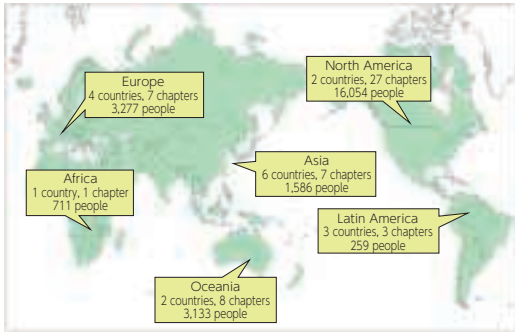 Europe
4 countries, 7 chapters
3,277 people
North America
2 countries, 27 chapters
16,054 people
Asia
6 countries, 7 chapters
1,586 people
Africa
1 country, 1 chapter
711 people
Latin America
3 countries, 3 chapters
259 people
Oceania
2 countries, 8 chapters
3,133 people